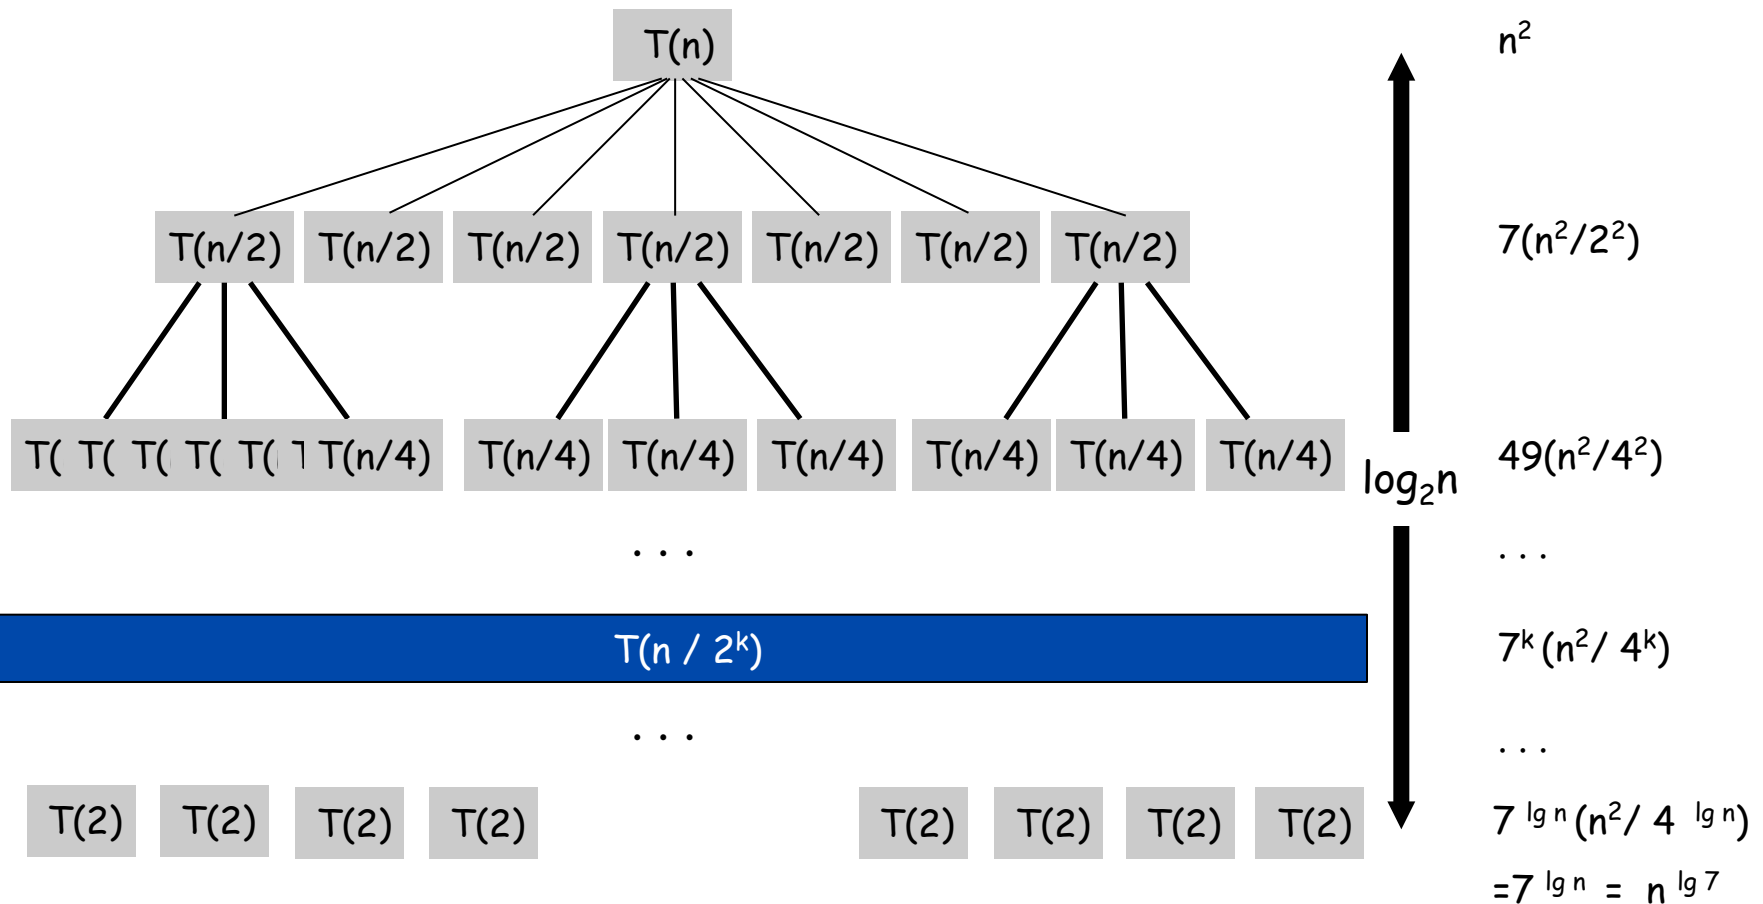 T(n) n²
T(n/2) T(n/2) T(n/2) T(n/2) T(n/2) T(n/2) T(n/2) 7(n²/2²)
T( T( T( T( T( T T(n/4) T(n/4) T(n/4) T(n/4) T(n/4) T(n/4) T(n/4) 49(n²/4²)
log₂n
. . . . . .
T(n / 2ᵏ) 7ᵏ(n²/ 4ᵏ)
. . . . . .
T(2) T(2) T(2) T(2) T(2) T(2) T(2) T(2) 7 ˡᵍ ⁿ(n²/ 4 ˡᵍ ⁿ)
=7 ˡᵍ ⁿ = n ˡᵍ ⁷